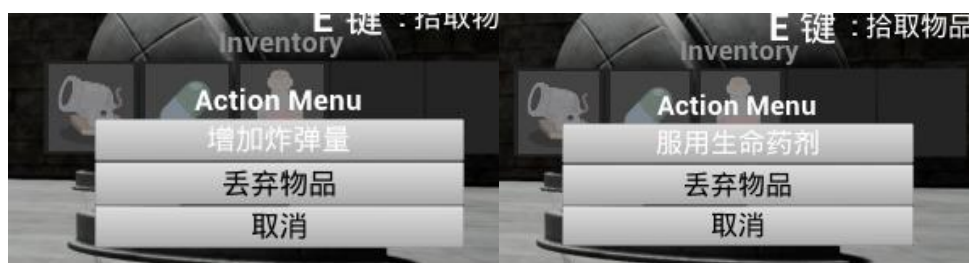 E 键 : 拾取物
Inventory
Action Menu
增加炸弹量
丢弃物品
取消
E 键 : 拾取物品
Inventory
Action Menu
服用生命药剂
丢弃物品
取消